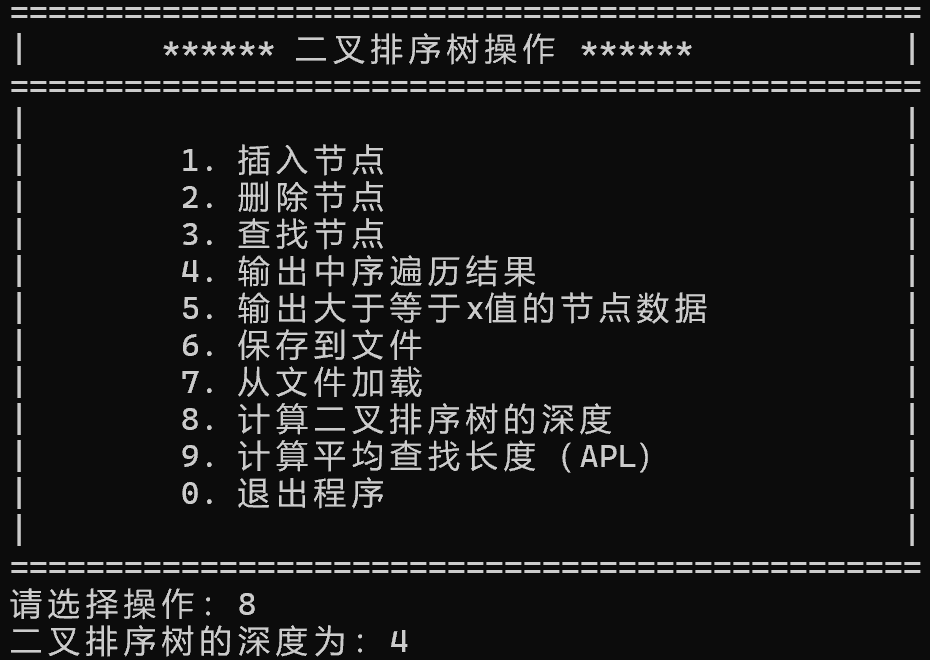 ================================================
| ****** 二叉排序树操作 ****** |
================================================
| |
| 1. 插入节点 |
| 2. 删除节点 |
| 3. 查找节点 |
| 4. 输出中序遍历结果 |
| 5. 输出大于等于x值的节点数据 |
| 6. 保存到文件 |
| 7. 从文件加载 |
| 8. 计算二叉排序树的深度 |
| 9. 计算平均查找长度（APL） |
| 0. 退出程序 |
| |
================================================
请选择操作：8
二叉排序树的深度为：4